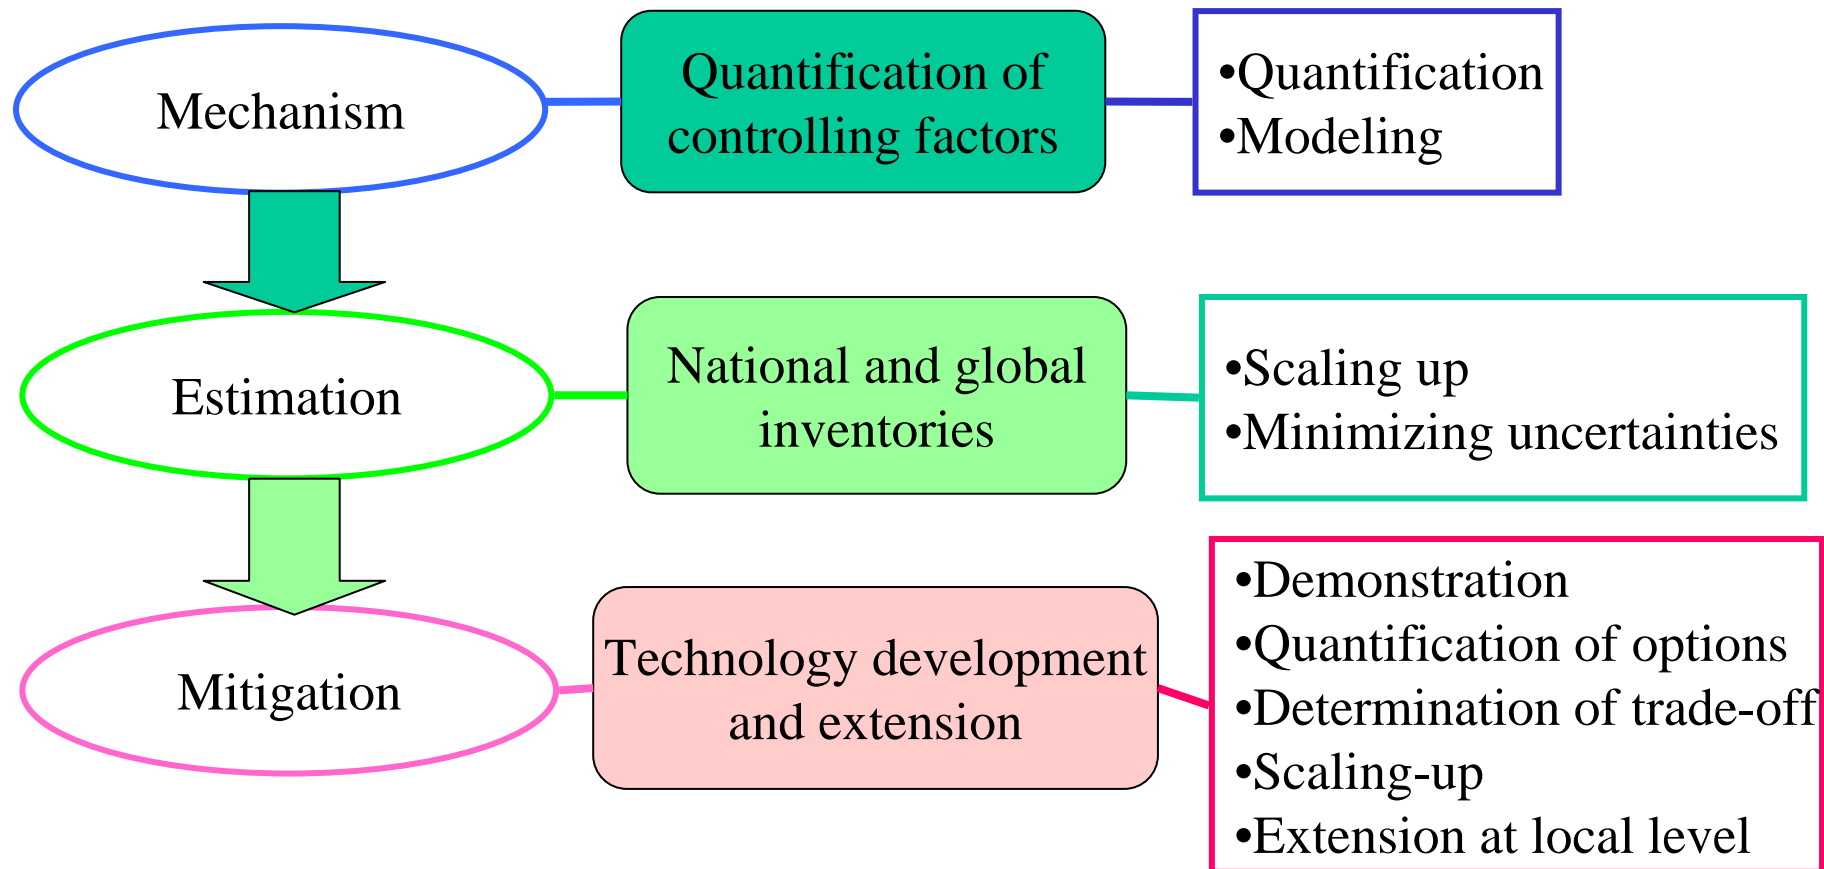 Mechanism
Quantification of
controlling factors
•Quantification
•Modeling
Estimation
National and global
inventories
•Scaling up
•Minimizing uncertainties
Mitigation
Technology development
and extension
•Demonstration
•Quantification of options
•Determination of trade-off
•Scaling-up
•Extension at local level